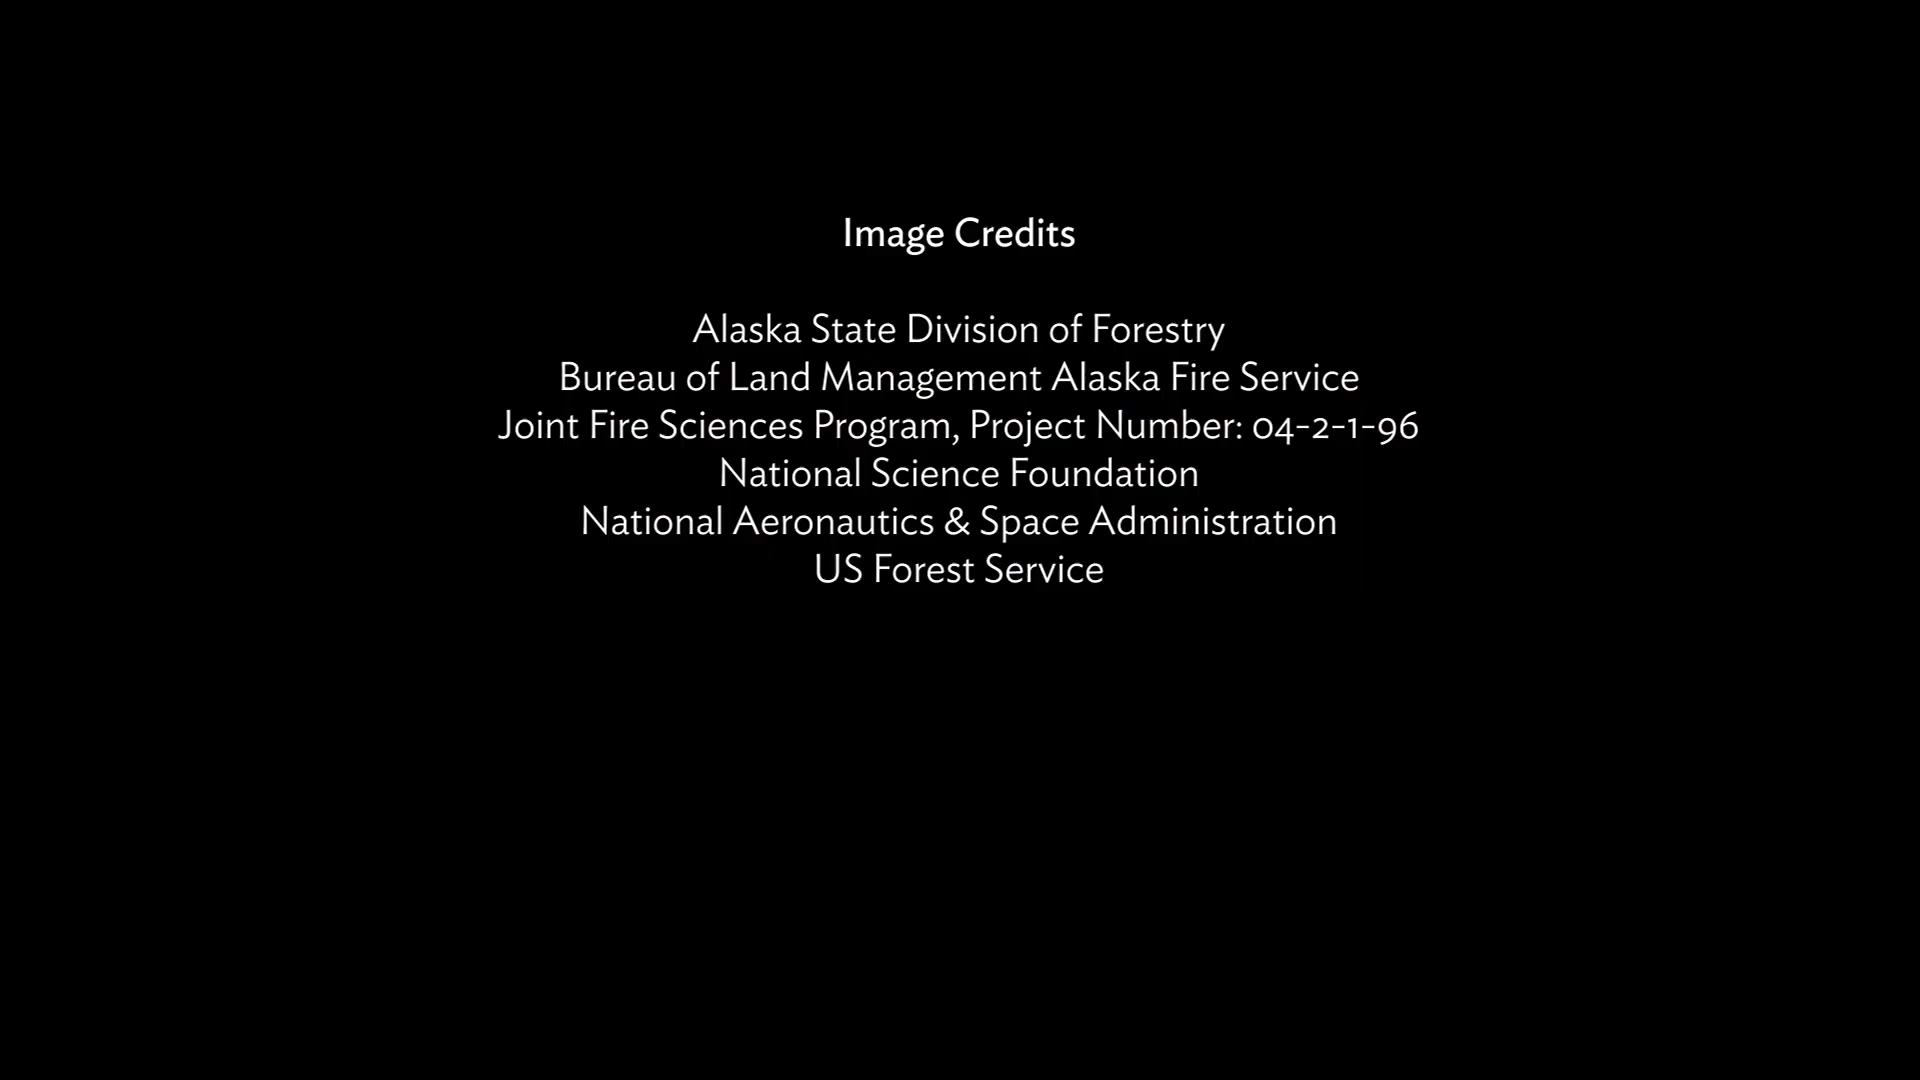 Image Credits
Alaska State Division of Forestry
Bureau of Land Management Alaska Fire Service
Joint Fire Sciences Program, Project Number: 04-2-1-96
National Science Foundation
National Aeronautics & Space Administration
US Forest Service